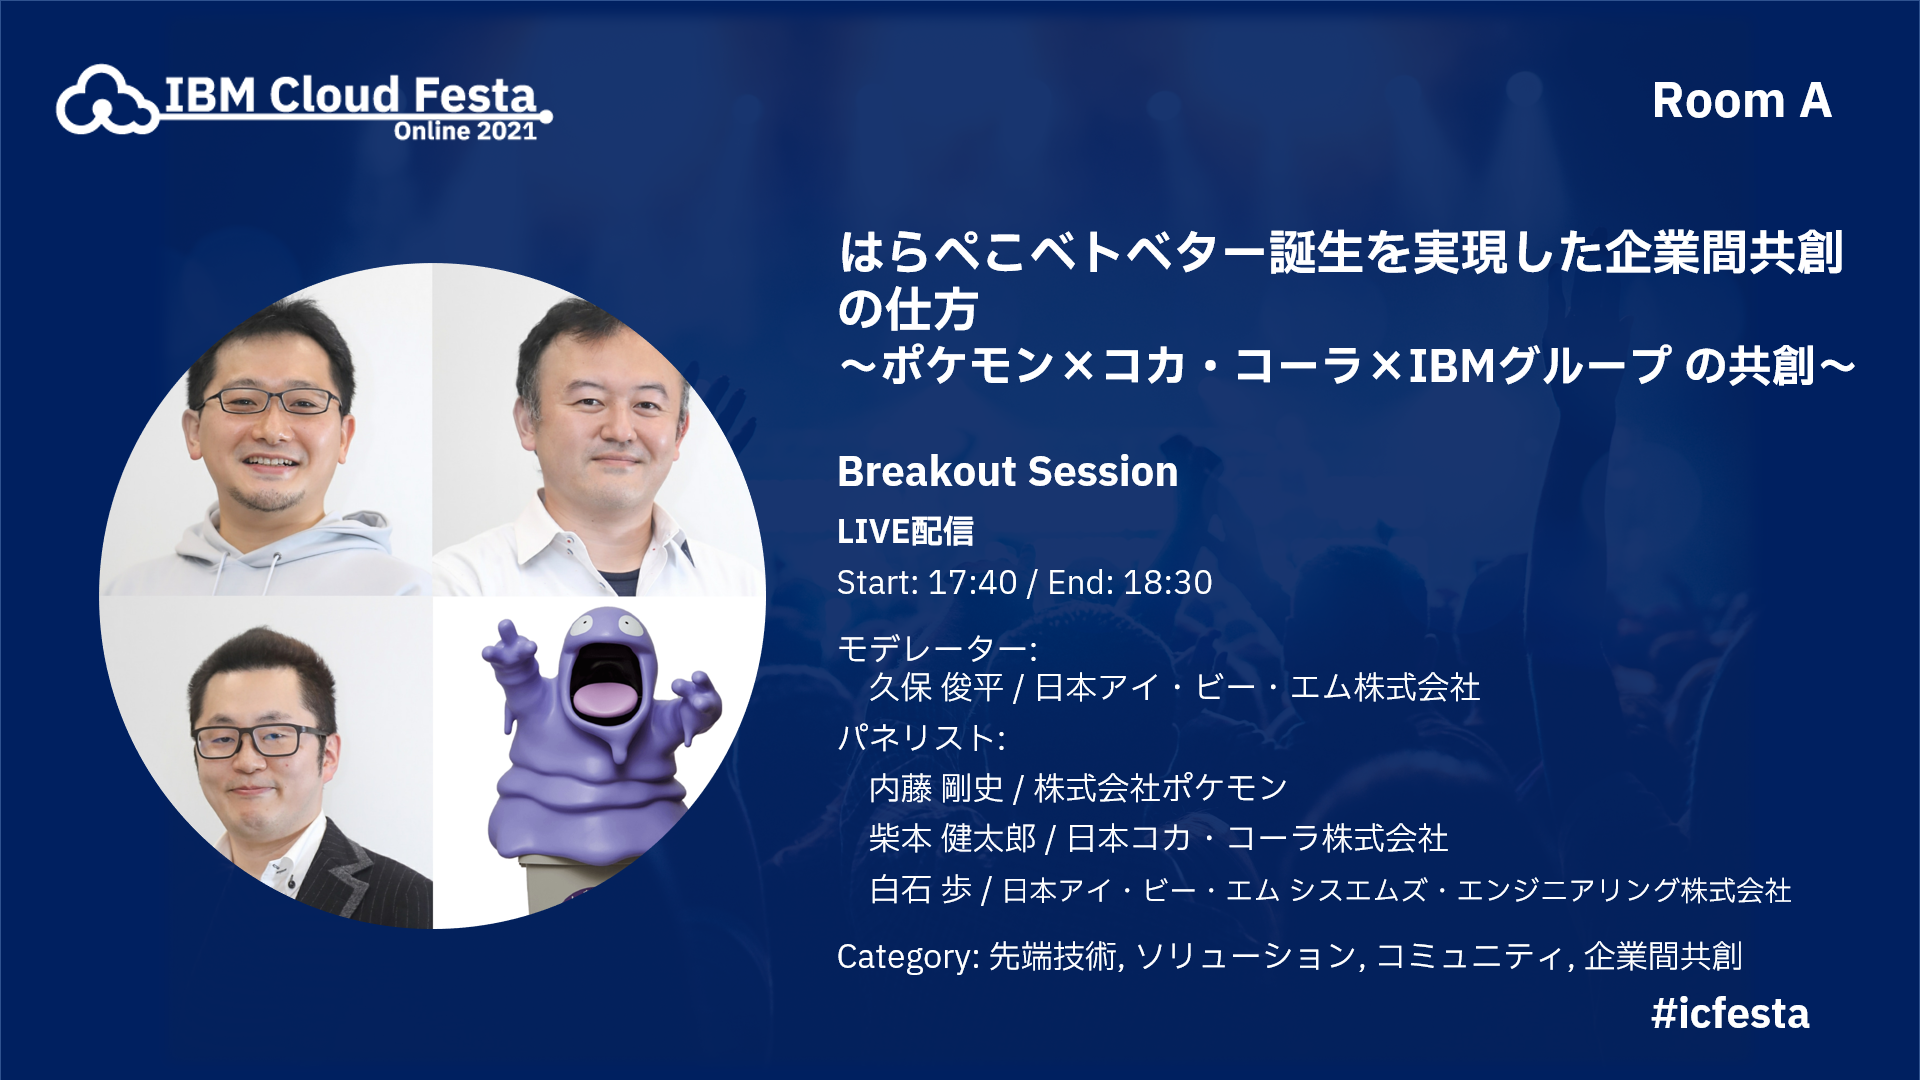 IBM Cloud Festa
Online 2021
Room A
はらぺこベトベター誕生を実現した企業間共創
の仕方
～ポケモン×コカ・コーラ×IBMグループ の共創～
Breakout Session
LIVE配信
Start: 17:40 / End: 18:30
モデレーター:
久保 俊平 / 日本アイ・ビー・エム株式会社
パネリスト:
内藤 剛史 / 株式会社ポケモン
柴本 健太郎 / 日本コカ・コーラ株式会社
白石 歩 / 日本アイ・ビー・エム シスエムズ・エンジニアリング株式会社
Category: 先端技術, ソリューション, コミュニティ, 企業間共創
#icfesta